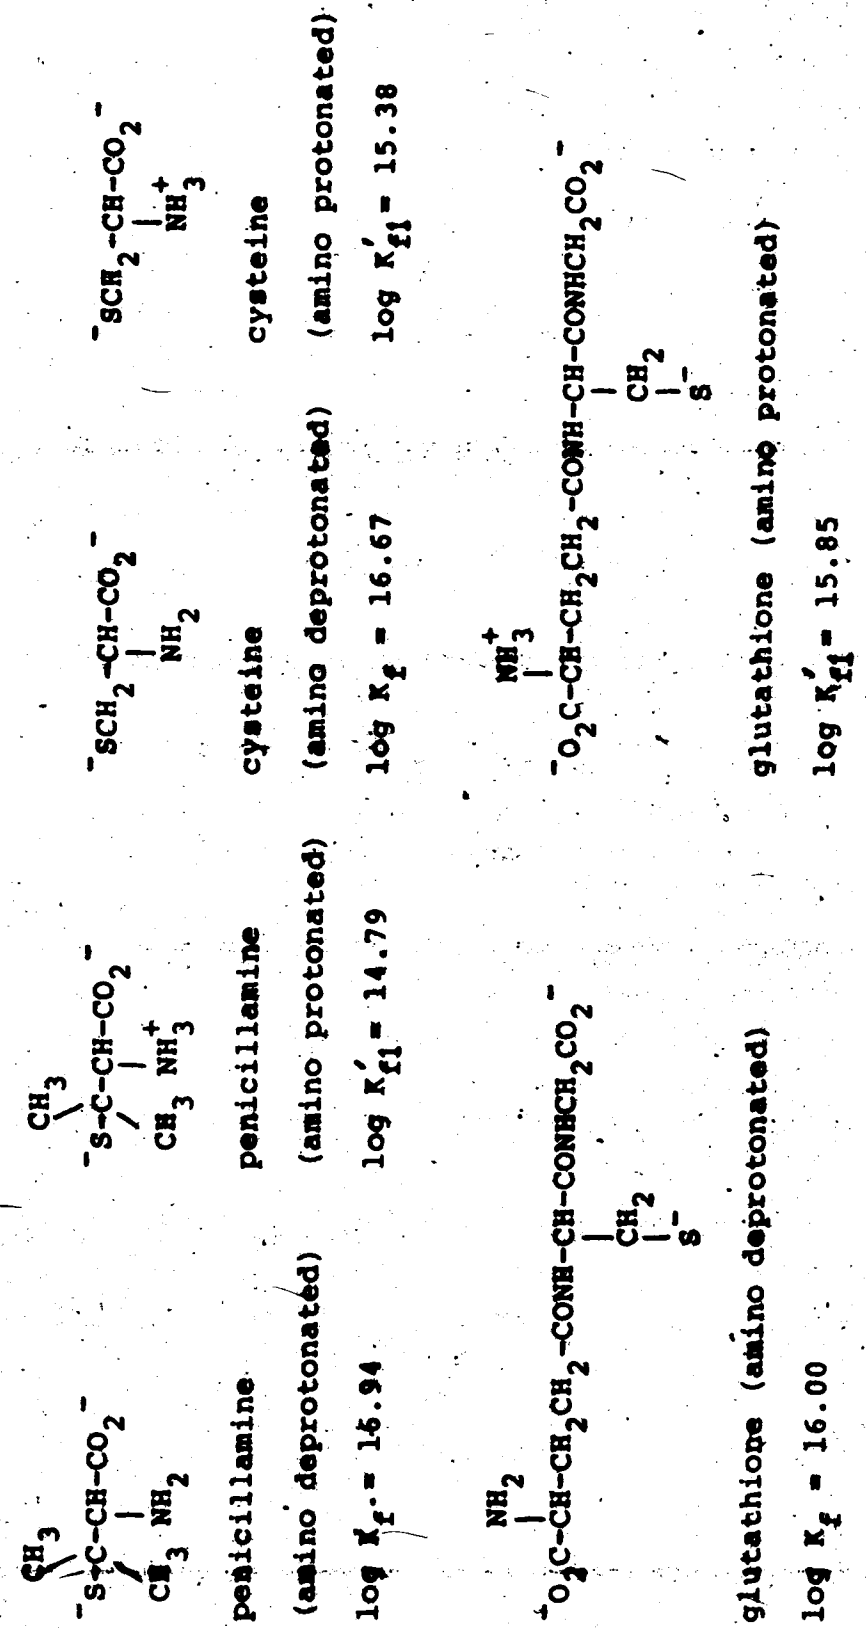 CH3
-S-C-CH-CO2-
CH3 NH2
penicillamine
(amino deprotonated)
log Kf = 16.94
CH3
-S-C-CH-CO2-
CH3 NH3+
penicillamine
(amino protonated)
log K'f1 = 14.79
-SCH2-CH-CO2-
NH2
cysteine
(amino deprotonated)
log Kf = 16.67
-SCH2-CH-CO2-
NH3+
cysteine
(amino protonated)
log K'f1 = 15.38
NH2
-O2C-CH-CH2CH2-CONH-CH-CONHCH2CO2-
CH2
S-
glutathione (amino deprotonated)
log Kf = 16.00
NH3+
-O2C-CH-CH2CH2-CONH-CH-CONHCH2CO2-
CH2
S-
glutathione (amino protonated)
log K'f1 = 15.85